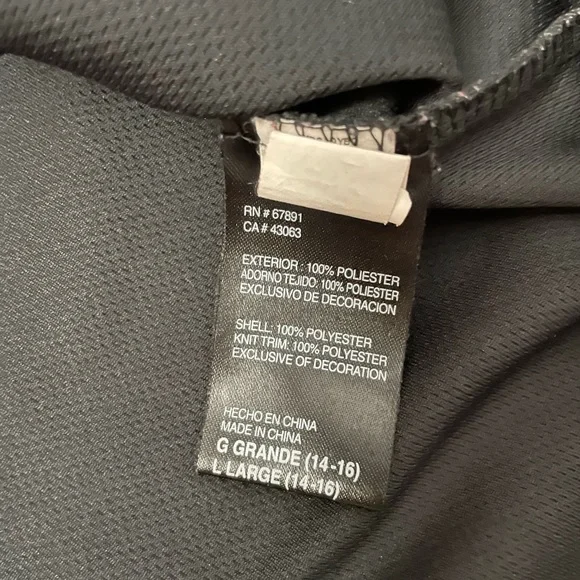 RN # 67891
CA # 43063
EXTERIOR : 100% POLIESTER
ADORNO TEJIDO: 100% POLIESTER
EXCLUSIVO DE DECORACION
SHELL: 100% POLYESTER
KNIT TRIM: 100% POLYESTER
EXCLUSIVE OF DECORATION
HECHO EN CHINA
MADE IN CHINA
G GRANDE (14-16)
L LARGE (14-16)